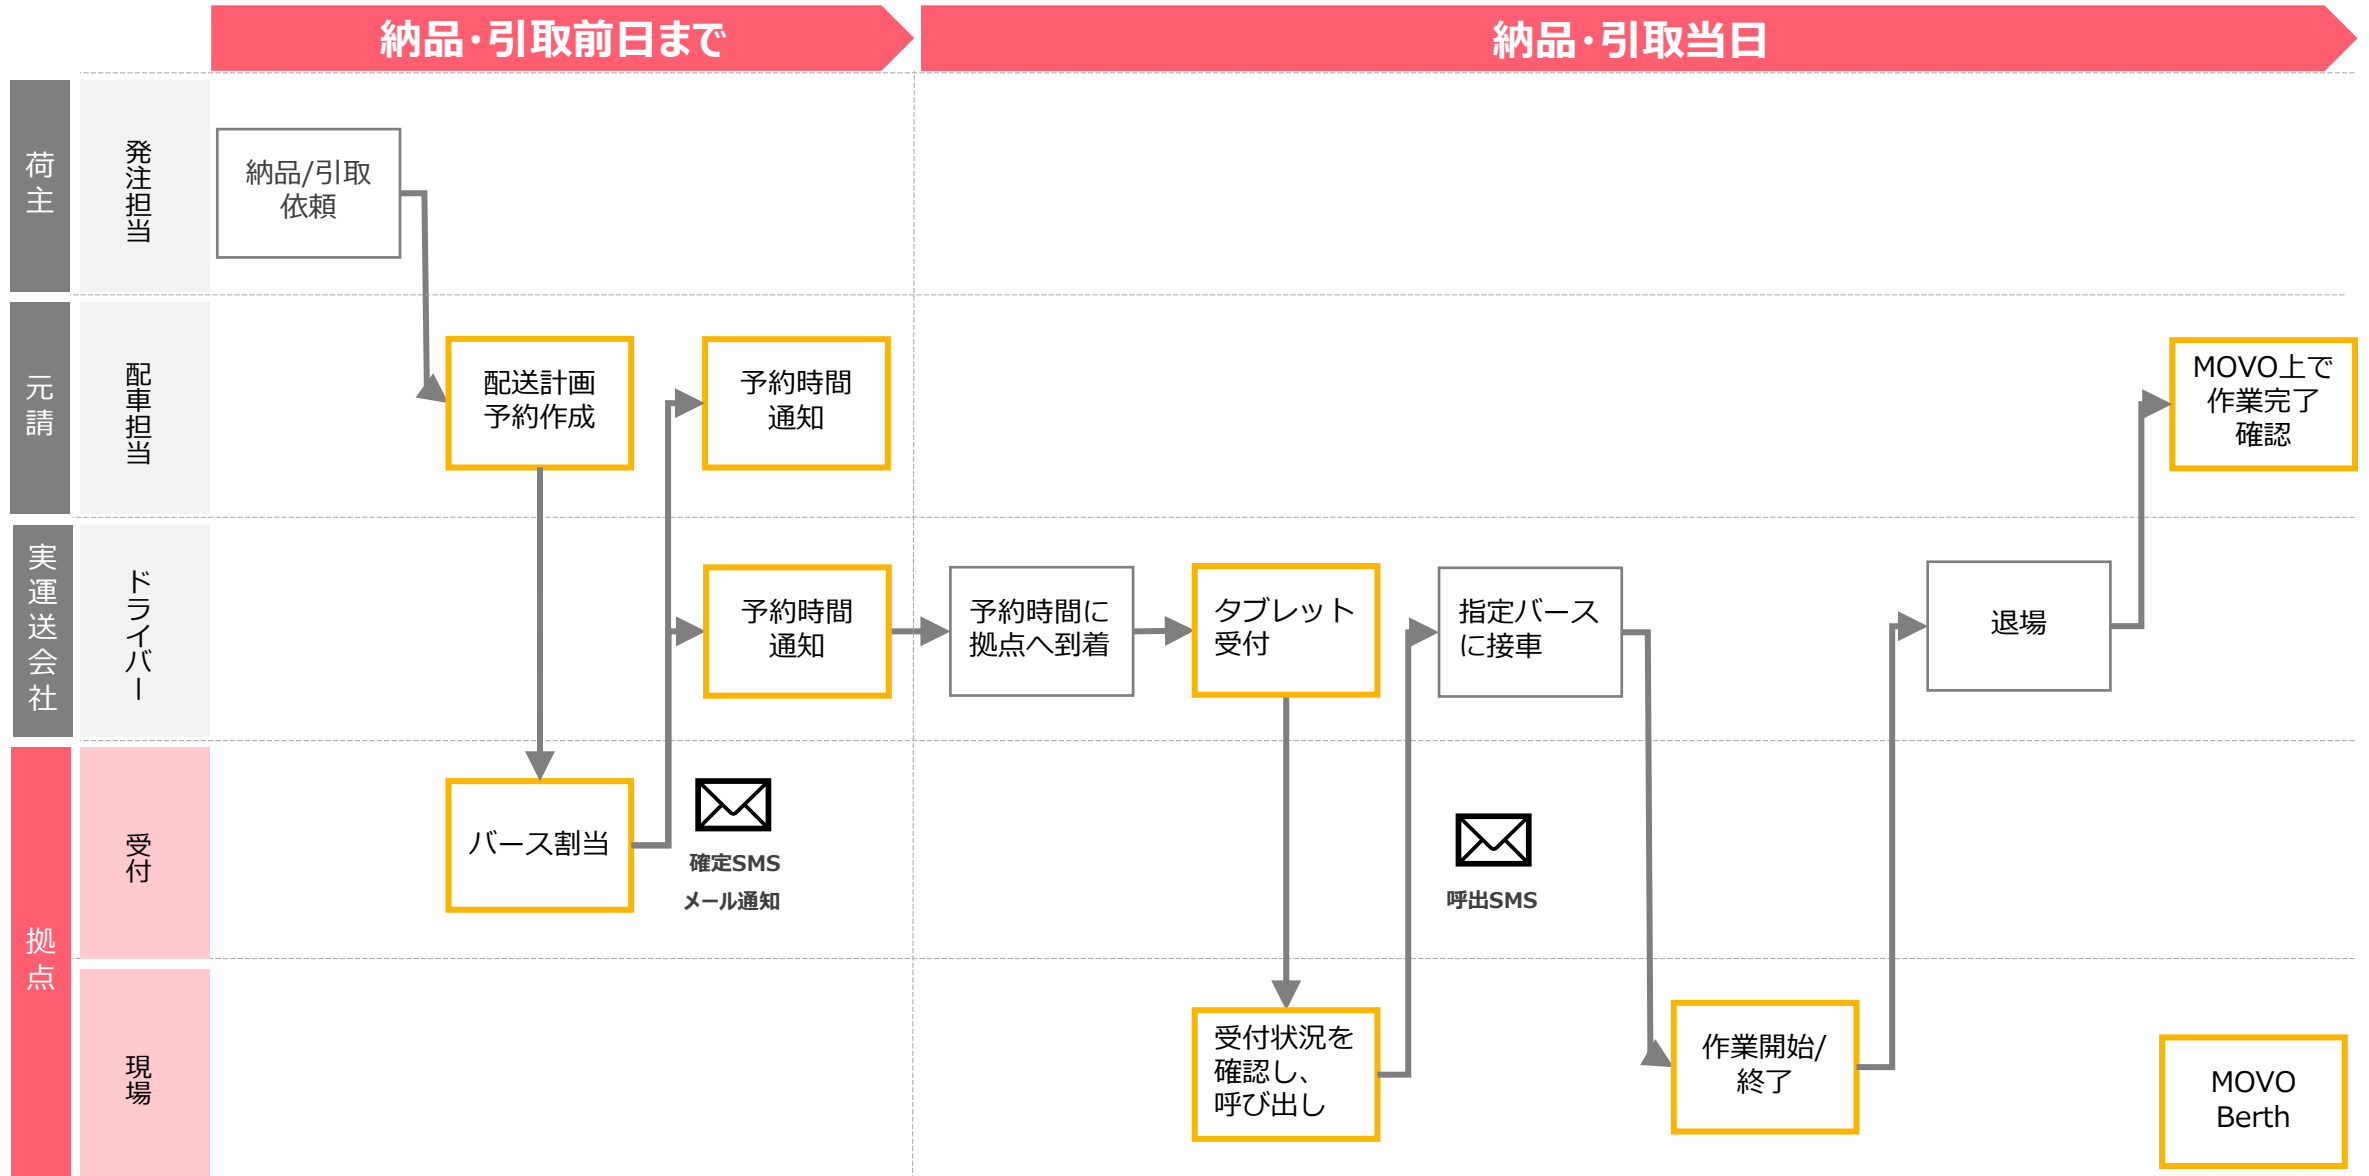 納品・引取前日まで
納品・引取当日
荷主
発注担当
納品/引取
依頼
元請
配車担当
配送計画
予約作成
予約時間
通知
MOVO上で
作業完了
確認
実運送会社
ドライバー
予約時間
通知
予約時間に
拠点へ到着
タブレット
受付
指定バース
に接車
退場
拠点
受付
バース割当
確定SMS
メール通知
呼出SMS
現場
受付状況を
確認し、
呼び出し
作業開始/
終了
MOVO
Berth